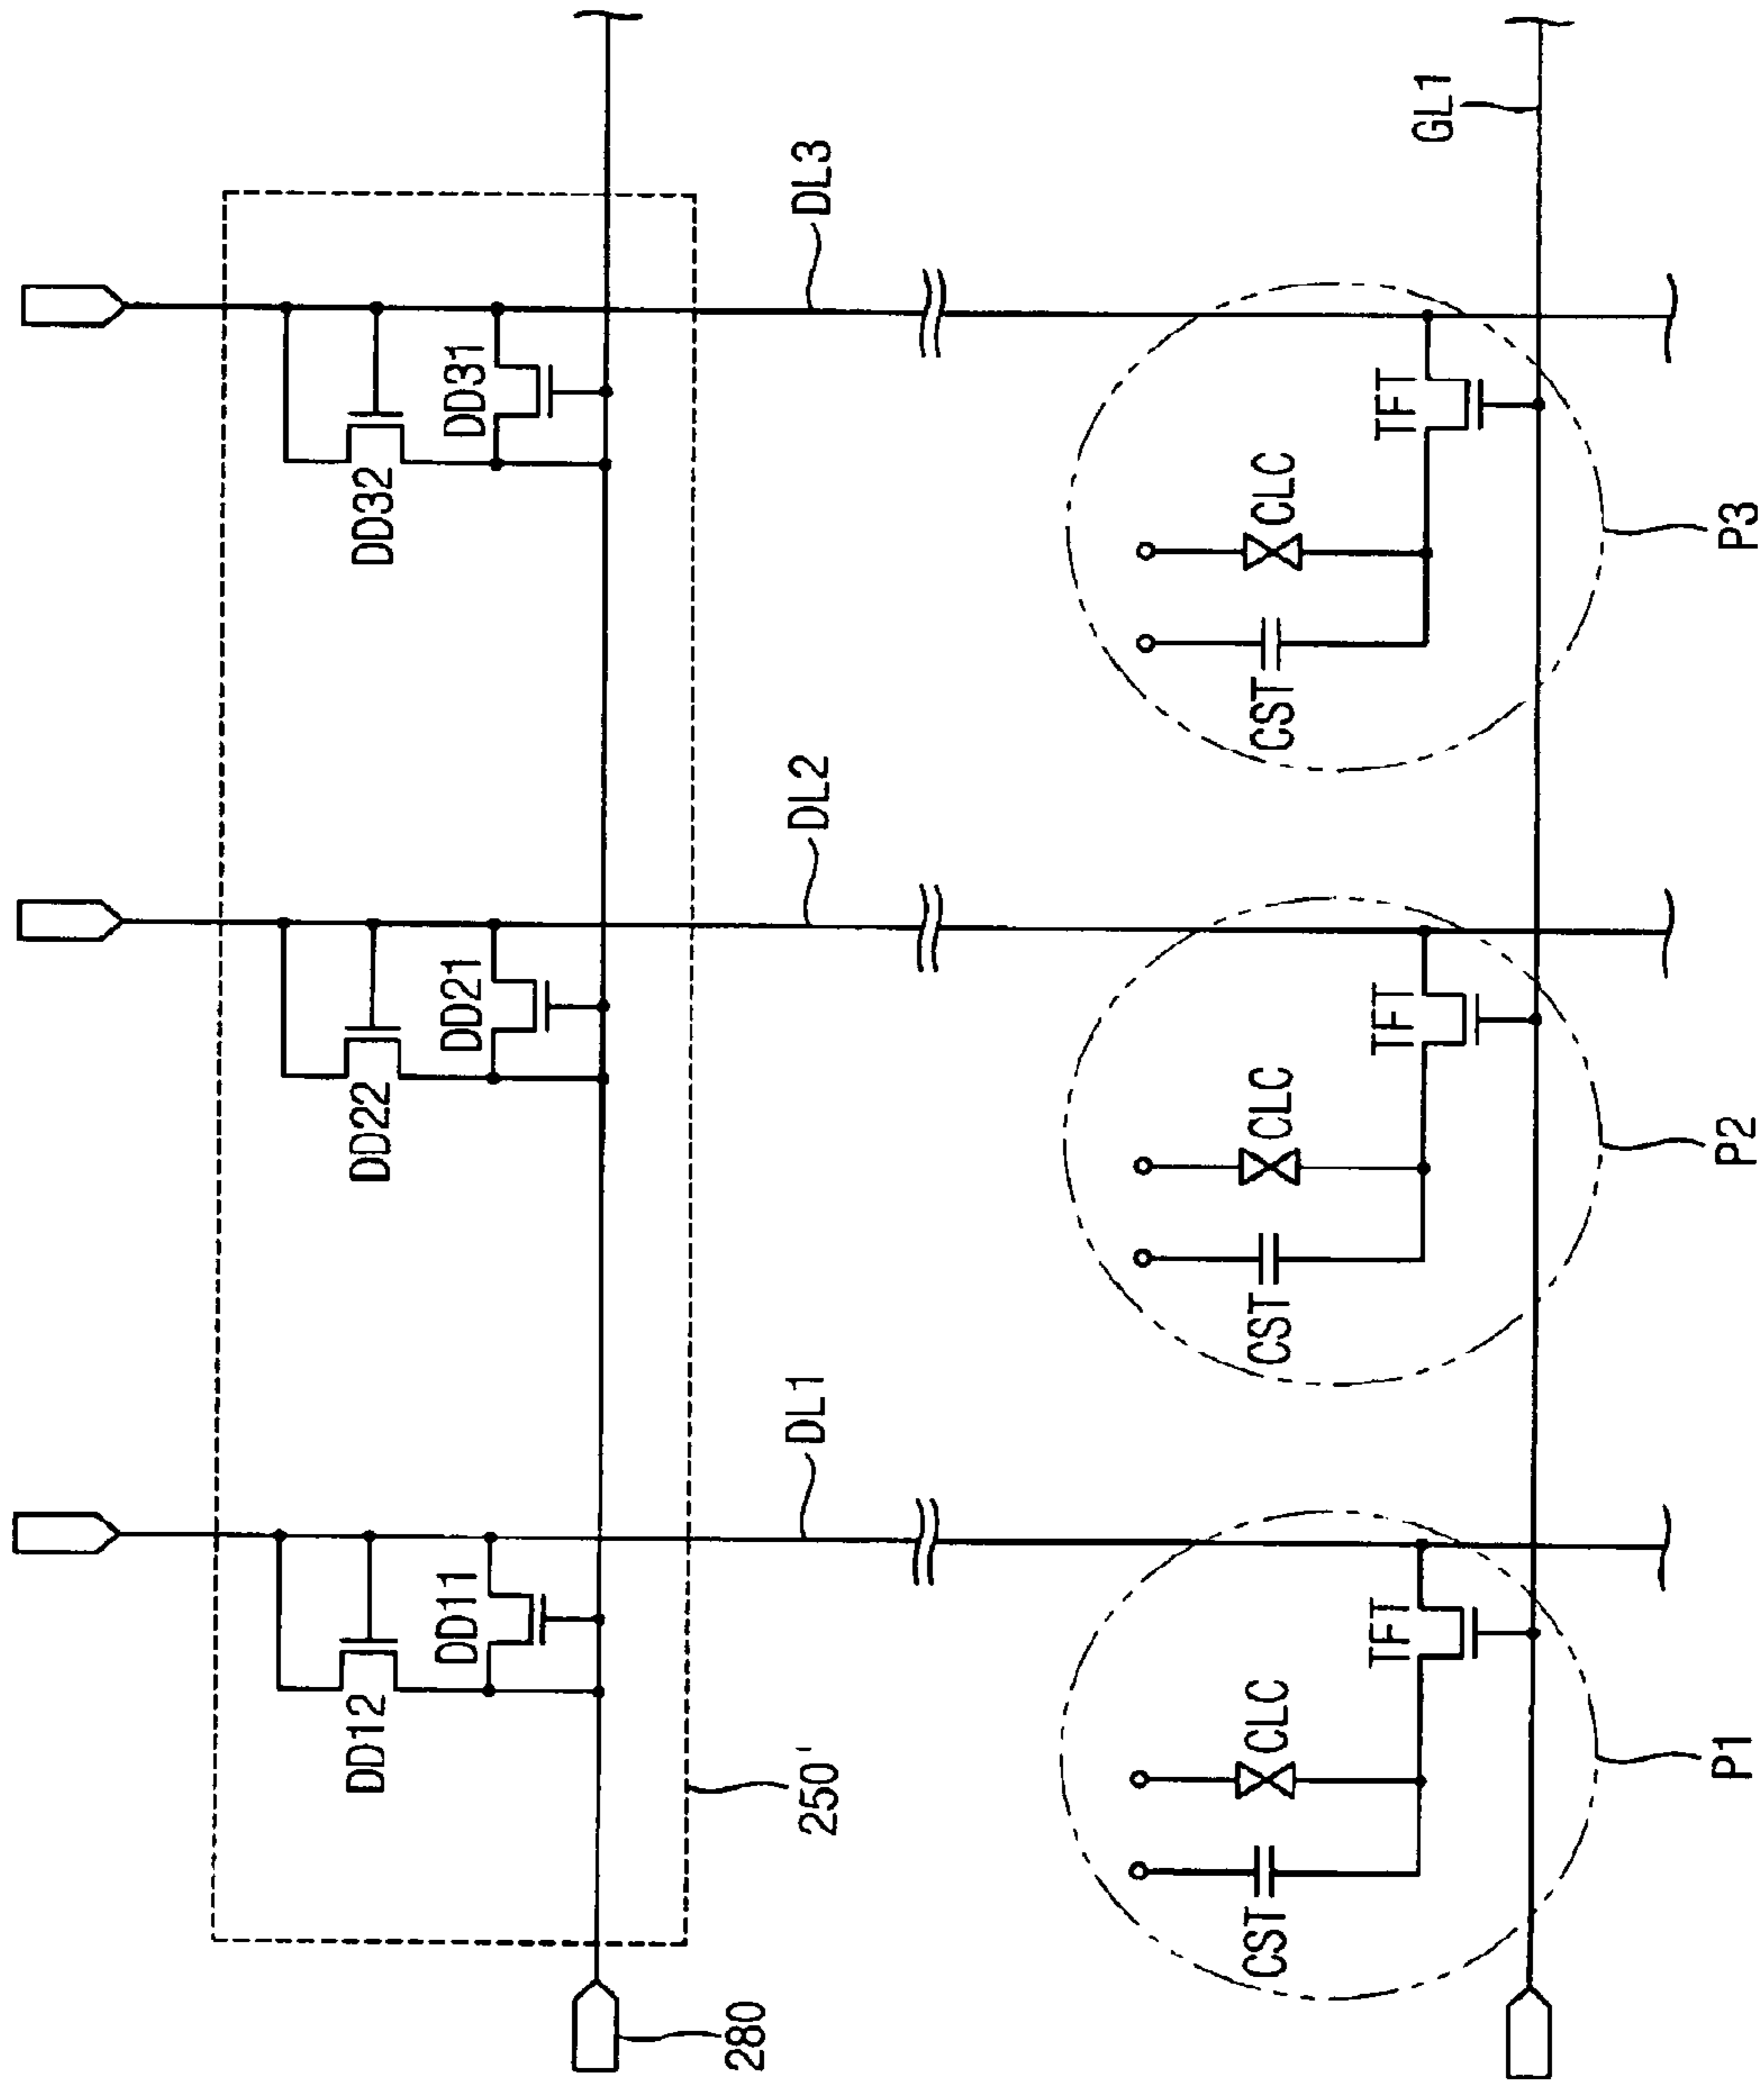 DD12
DD22
DD32
DD11
DD21
DD31
280
250'
DL1
DL2
DL3
CST
CLC
CST
CLC
CST
CLC
TFT
TFT
TFT
GL1
P1
P2
P3